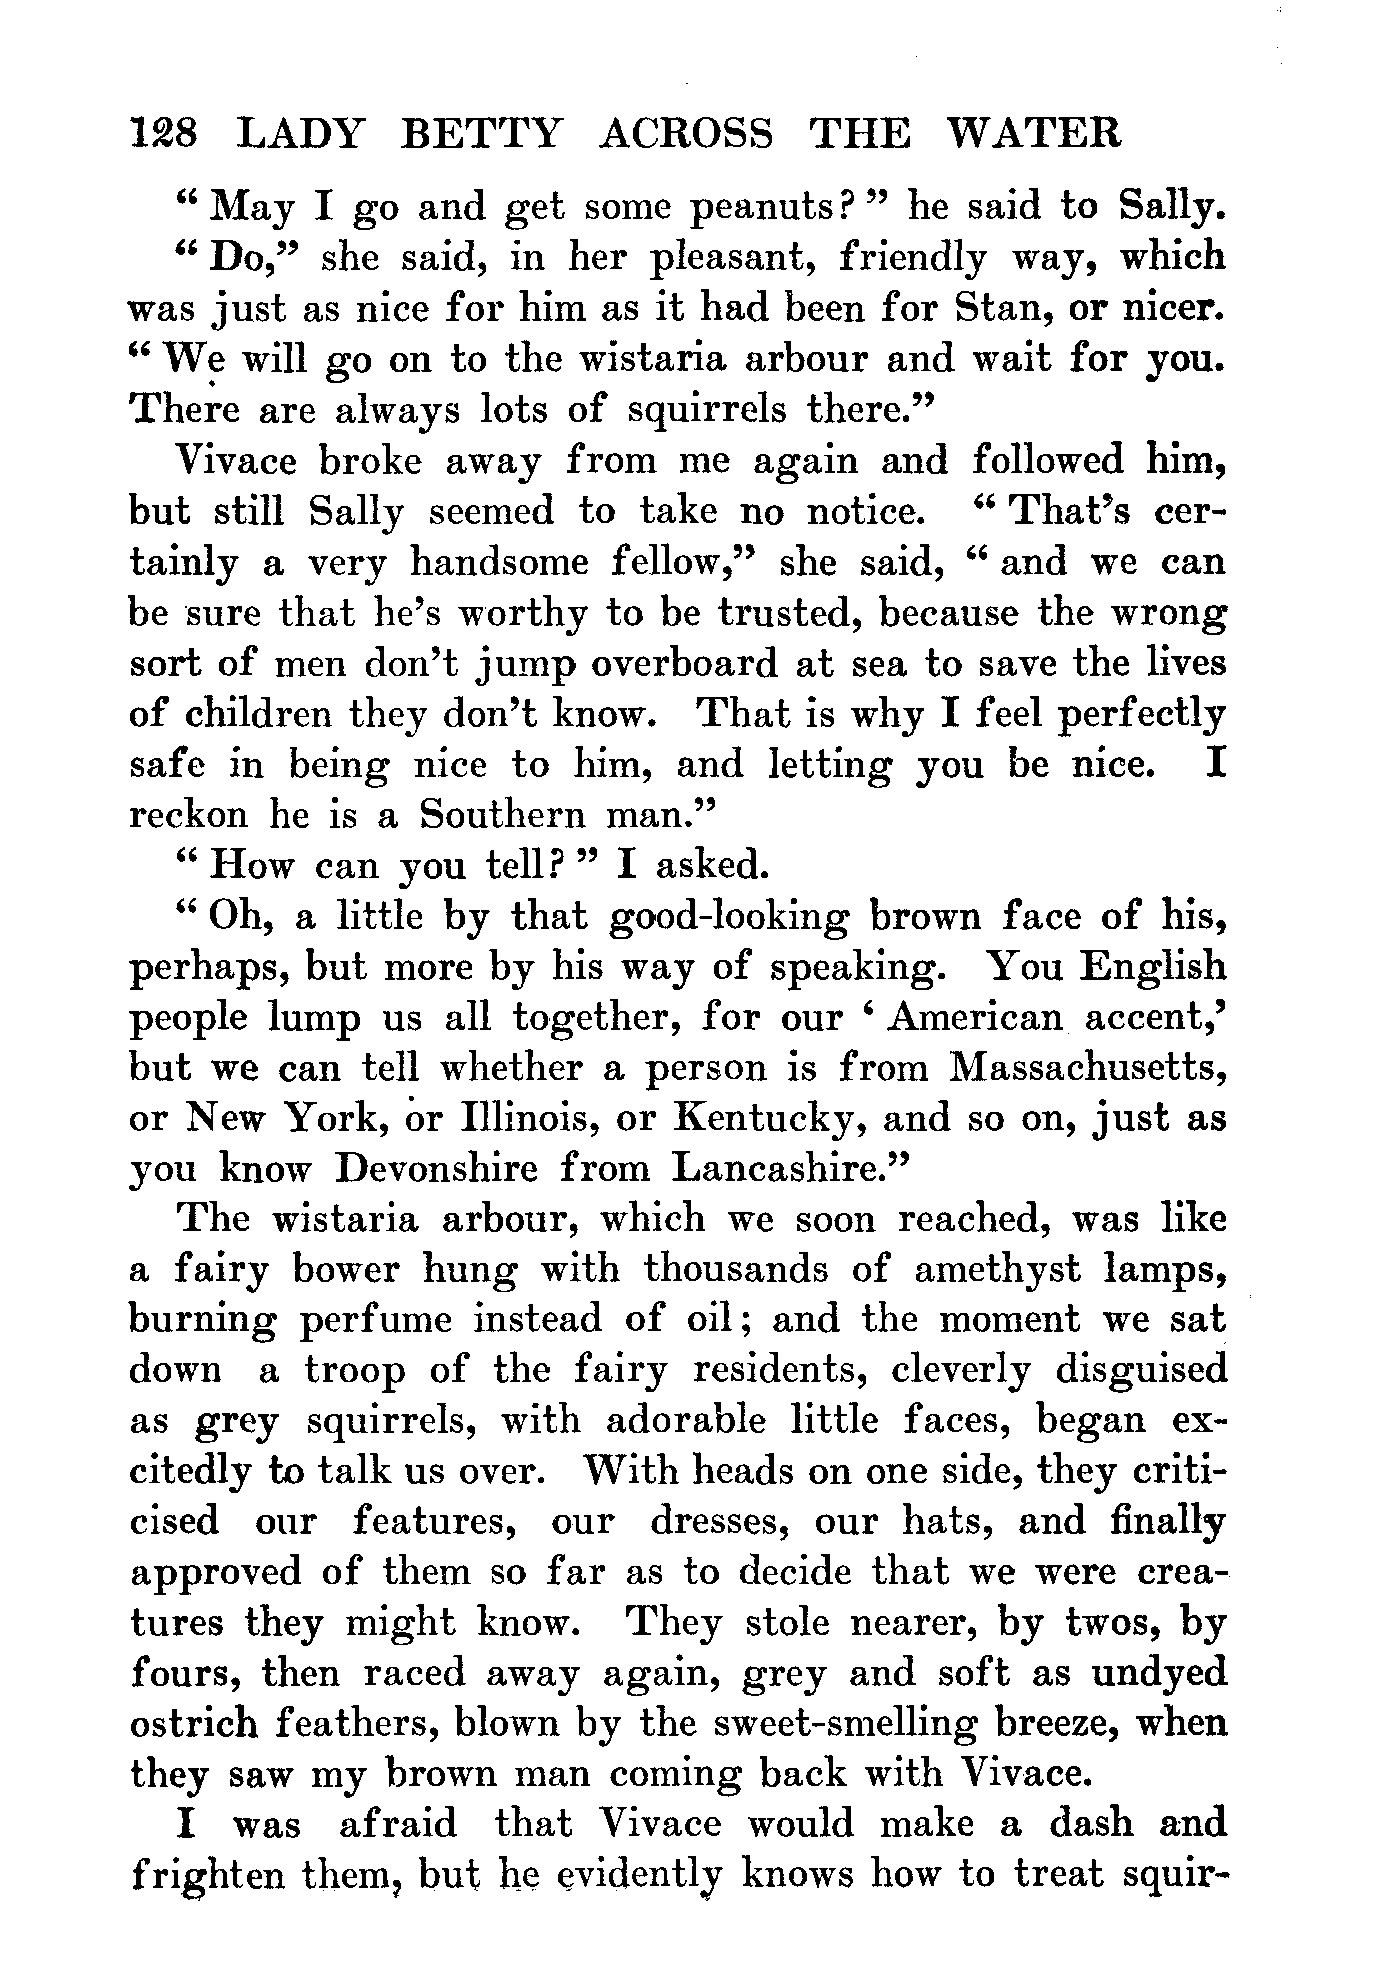 128 LADY BETTY ACROSS THE WATER
“ May I go and get some peanuts? ” he said to Sally.
“ Do,” she said, in her pleasant, friendly way, which
was just as nice for him as it had been for Stan, or nicer.
“ We will go on to the wistaria arbour and wait for you.
There are always lots of squirrels there.”
Vivace broke away from me again and followed him,
but still Sally seemed to take no notice. “ That’s cer-
tainly a very handsome fellow,” she said, “ and we can
be sure that he’s worthy to be trusted, because the wrong
sort of men don’t jump overboard at sea to save the lives
of children they don’t know. That is why I feel perfectly
safe in being nice to him, and letting you be nice. I
reckon he is a Southern man.”
“ How can you tell? ” I asked.
“ Oh, a little by that good-looking brown face of his,
perhaps, but more by his way of speaking. You English
people lump us all together, for our ‘ American accent,’
but we can tell whether a person is from Massachusetts,
or New York, or Illinois, or Kentucky, and so on, just as
you know Devonshire from Lancashire.”
The wistaria arbour, which we soon reached, was like
a fairy bower hung with thousands of amethyst lamps,
burning perfume instead of oil; and the moment we sat
down a troop of the fairy residents, cleverly disguised
as grey squirrels, with adorable little faces, began ex-
citedly to talk us over. With heads on one side, they criti-
cised our features, our dresses, our hats, and finally
approved of them so far as to decide that we were crea-
tures they might know. They stole nearer, by twos, by
fours, then raced away again, grey and soft as undyed
ostrich feathers, blown by the sweet-smelling breeze, when
they saw my brown man coming back with Vivace.
I was afraid that Vivace would make a dash and
frighten them, but he evidently knows how to treat squir-